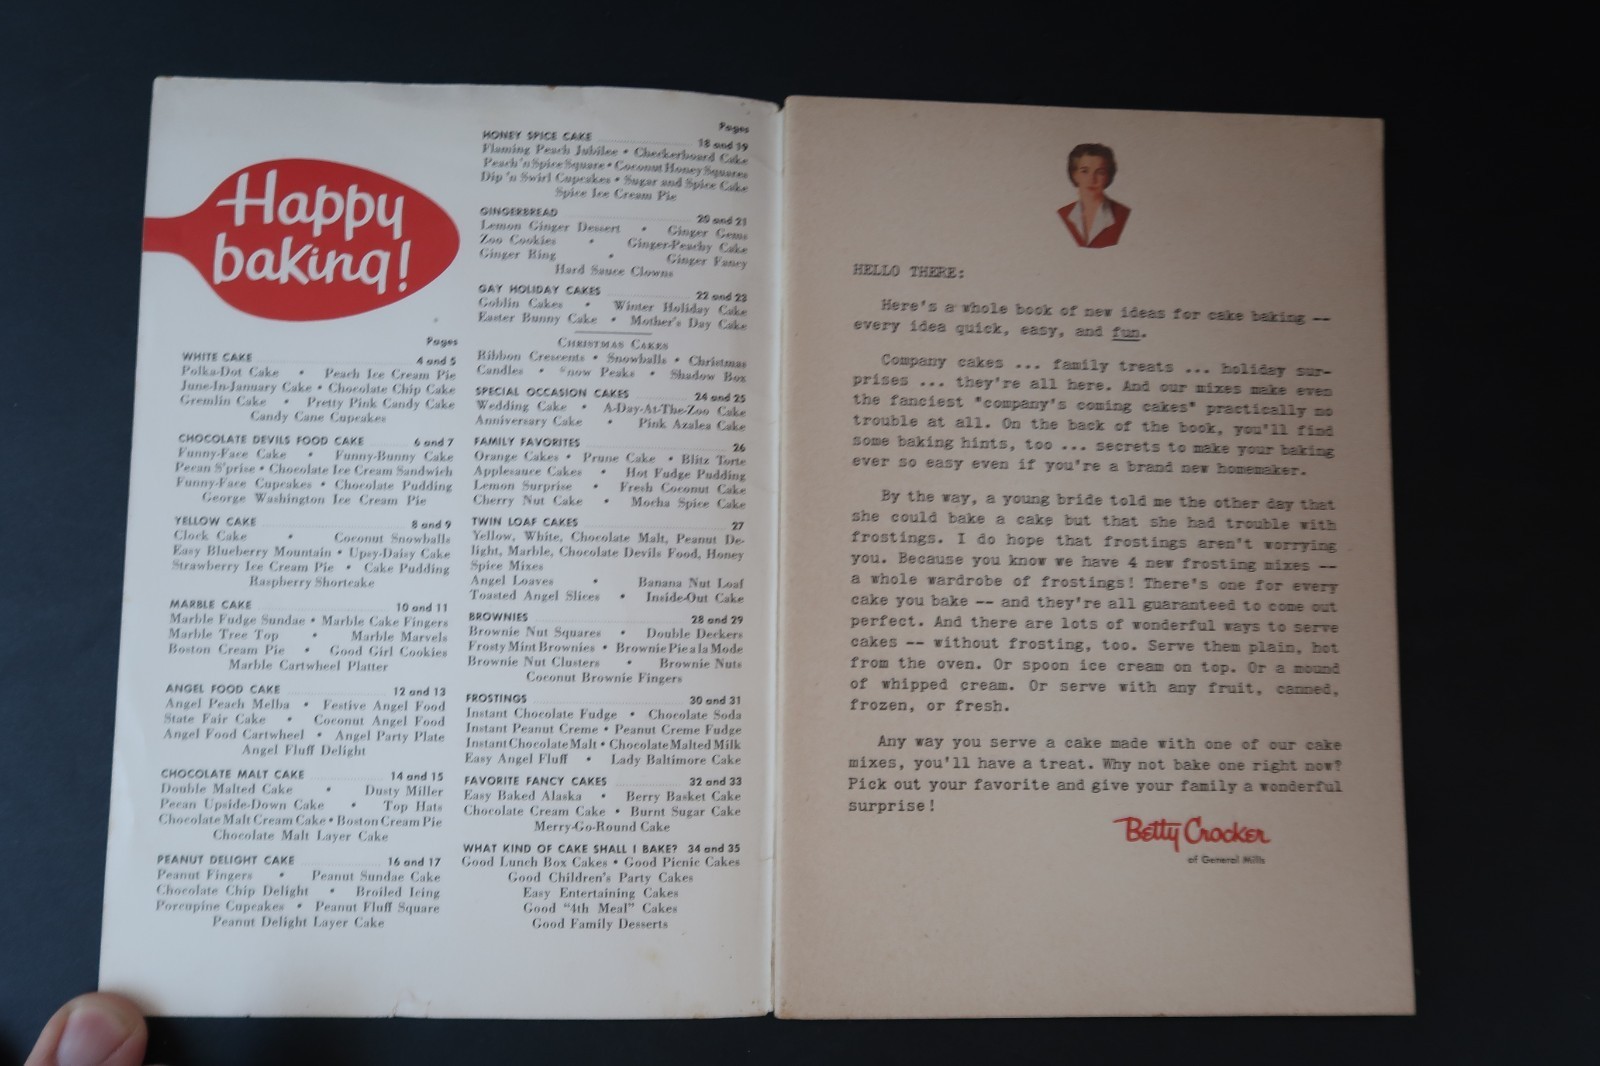 Happy
baking!
Pages
WHITE CAKE 4 and 5
Polka-Dot Cake • Peach Ice Cream Pie
June-In-January Cake • Chocolate Chip Cake
Gremlin Cake • Pretty Pink Candy Cake
Candy Cane Cupcakes
CHOCOLATE DEVILS FOOD CAKE 6 and 7
Funny-Face Cake • Funny-Bunny Cake
Pecan S'prise • Chocolate Ice Cream Sandwich
Funny-Face Cupcakes • Chocolate Pudding
George Washington Ice Cream Pie
YELLOW CAKE 8 and 9
Clock Cake • Coconut Snowballs
Easy Blueberry Mountain • Upsy-Daisy Cake
Strawberry Ice Cream Pie • Cake Pudding
Raspberry Shortcake
MARBLE CAKE 10 and 11
Marble Fudge Sundae • Marble Cake Fingers
Marble Tree Top • Marble Marvels
Boston Cream Pie • Good Girl Cookies
Marble Cartwheel Platter
ANGEL FOOD CAKE 12 and 13
Angel Peach Melba • Festive Angel Food
State Fair Cake • Coconut Angel Food
Angel Food Cartwheel • Angel Party Plate
Angel Fluff Delight
CHOCOLATE MALT CAKE 14 and 15
Double Malted Cake • Dusty Miller
Pecan Upside-Down Cake • Top Hats
Chocolate Malt Cream Cake • Boston Cream Pie
Chocolate Malt Layer Cake
PEANUT DELIGHT CAKE 16 and 17
Peanut Fingers • Peanut Sundae Cake
Chocolate Chip Delight • Broiled Icing
Porcupine Cupcakes • Peanut Fluff Square
Peanut Delight Layer Cake
Pages
HONEY SPICE CAKE 18 and 19
Flaming Peach Jubilee • Checkerboard Cake
Peach 'n Spice Square • Coconut Honey Squares
Dip 'n Swirl Cupcakes • Sugar and Spice Cake
Spice Ice Cream Pie
GINGERBREAD 20 and 21
Lemon Ginger Dessert • Ginger Gems
Zoo Cookies • Ginger-Peachy Cake
Ginger Ring • Ginger Fancy
Hard Sauce Clowns
GAY HOLIDAY CAKES 22 and 23
Goblin Cakes • Winter Holiday Cake
Easter Bunny Cake • Mother's Day Cake
CHRISTMAS CAKES
Ribbon Crescents • Snowballs • Christmas
Candles • Snow Peaks • Shadow Box
SPECIAL OCCASION CAKES 24 and 25
Wedding Cake • A-Day-At-The-Zoo Cake
Anniversary Cake • Pink Azalea Cake
FAMILY FAVORITES 26
Orange Cakes • Prune Cake • Blitz Torte
Applesauce Cakes • Hot Fudge Pudding
Lemon Surprise • Fresh Coconut Cake
Cherry Nut Cake • Mocha Spice Cake
TWIN LOAF CAKES 27
Yellow, White, Chocolate Malt, Peanut De-
light, Marble, Chocolate Devils Food, Honey
Spice Mixes
Angel Loaves • Banana Nut Loaf
Toasted Angel Slices • Inside-Out Cake
BROWNIES 28 and 29
Brownie Nut Squares • Double Deckers
Frosty Mint Brownies • Brownie Pie a la Mode
Brownie Nut Clusters • Brownie Nuts
Coconut Brownie Fingers
FROSTINGS 30 and 31
Instant Chocolate Fudge • Chocolate Soda
Instant Peanut Creme • Peanut Creme Fudge
Instant Chocolate Malt • Chocolate Malted Milk
Easy Angel Fluff • Lady Baltimore Cake
FAVORITE FANCY CAKES 32 and 33
Easy Baked Alaska • Berry Basket Cake
Chocolate Cream Cake • Burnt Sugar Cake
Merry-Go-Round Cake
WHAT KIND OF CAKE SHALL I BAKE? 34 and 35
Good Lunch Box Cakes • Good Picnic Cakes
Good Children's Party Cakes
Easy Entertaining Cakes
Good "4th Meal" Cakes
Good Family Desserts
HELLO THERE:
Here's a whole book of new ideas for cake baking --
every idea quick, easy, and fun.
Company cakes ... family treats ... holiday sur-
prises ... they're all here. And our mixes make even
the fanciest "company's coming cakes" practically no
trouble at all. On the back of the book, you'll find
some baking hints, too ... secrets to make your baking
ever so easy even if you're a brand new homemaker.
By the way, a young bride told me the other day that
she could bake a cake but that she had trouble with
frostings. I do hope that frostings aren't worrying
you. Because you know we have 4 new frosting mixes --
a whole wardrobe of frostings! There's one for every
cake you bake -- and they're all guaranteed to come out
perfect. And there are lots of wonderful ways to serve
cakes -- without frosting, too. Serve them plain, hot
from the oven. Or spoon ice cream on top. Or a mound
of whipped cream. Or serve with any fruit, canned,
frozen, or fresh.
Any way you serve a cake made with one of our cake
mixes, you'll have a treat. Why not bake one right now?
Pick out your favorite and give your family a wonderful
surprise!
Betty Crocker
of General Mills